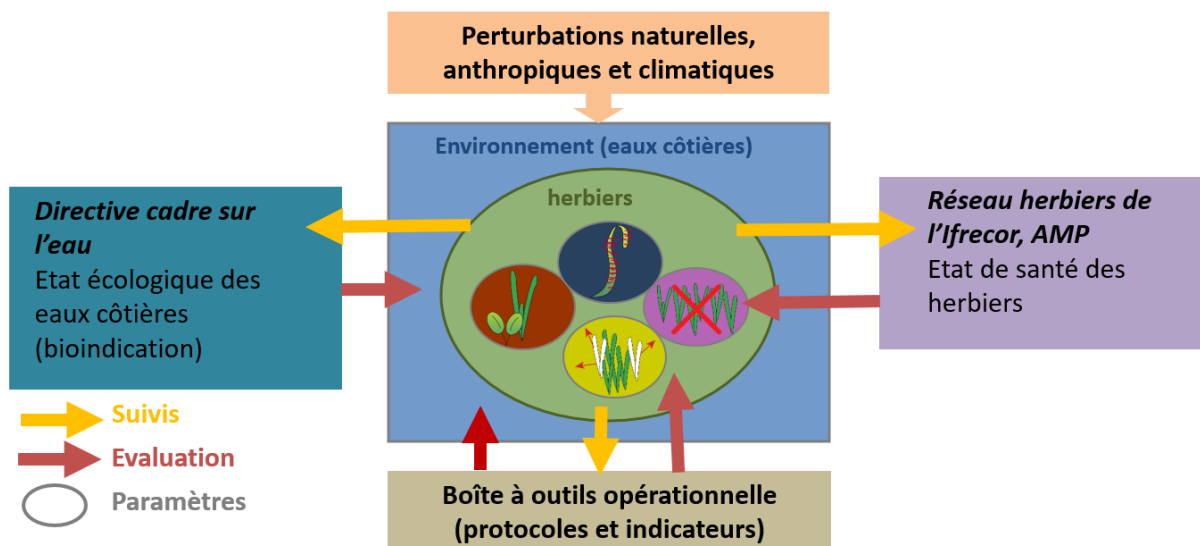 Perturbations naturelles,
anthropiques et climatiques
Environnement (eaux côtières)
herbiers
Directive cadre sur
l’eau
Etat écologique des
eaux côtières
(bioindication)
Réseau herbiers de
l’Ifrecor, AMP
Etat de santé des
herbiers
Suivis
Evaluation
Paramètres
Boîte à outils opérationnelle
(protocoles et indicateurs)